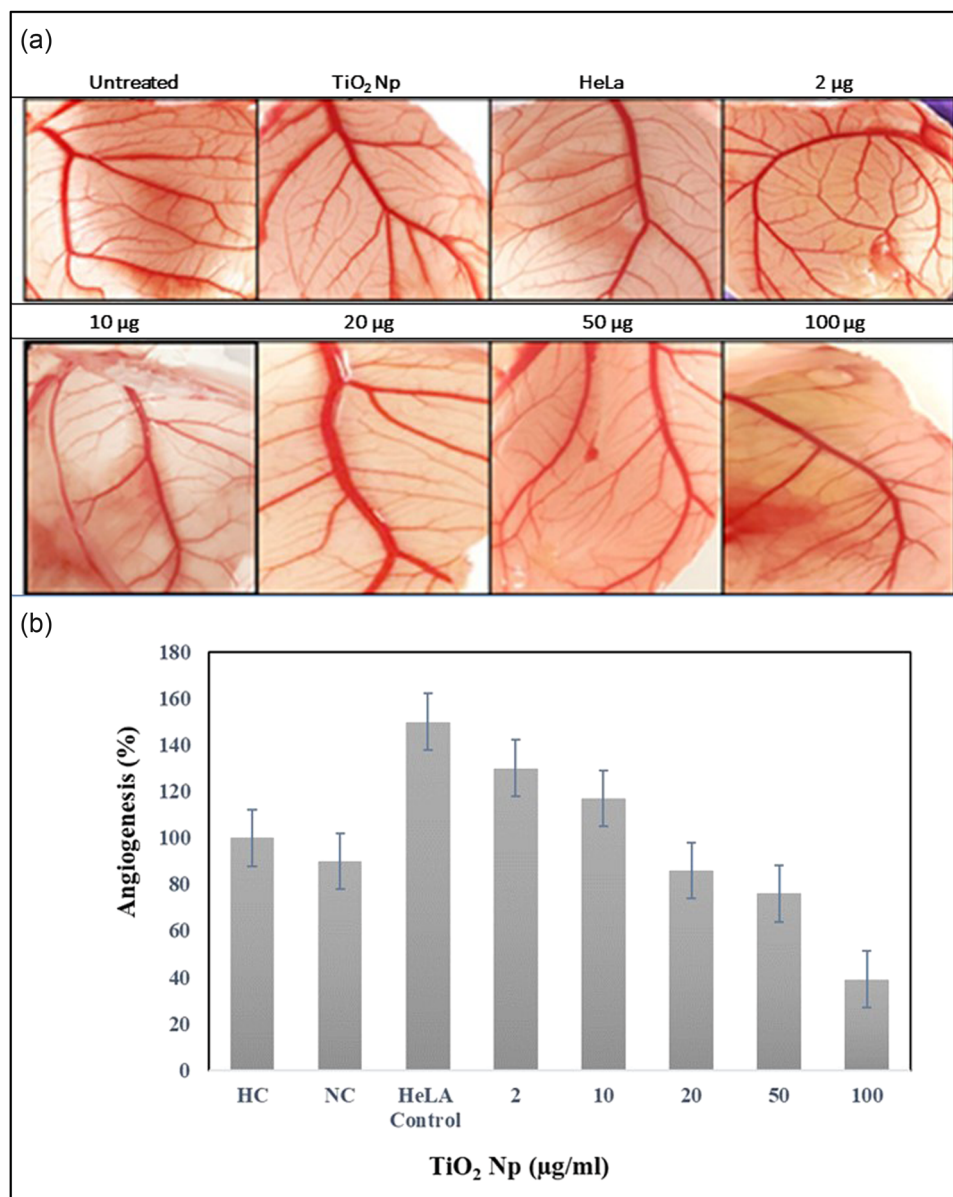 (a)
Untreated TiO₂ Np HeLa 2 µg
10 µg 20 µg 50 µg 100 µg
(b)
180
160
140
120
100
80
60
40
20
0
Angiogenesis (%)
HC NC HeLA Control 2 10 20 50 100
TiO₂ Np (µg/ml)